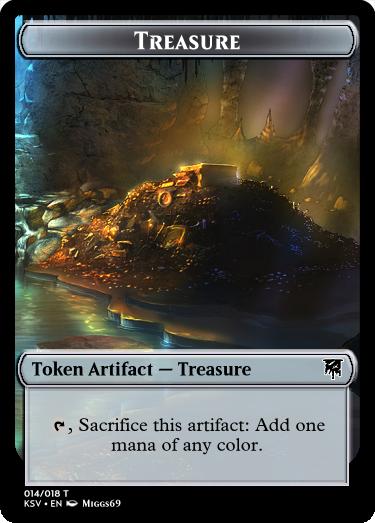 Treasure
Token Artifact — Treasure
, Sacrifice this artifact: Add one
mana of any color.
014/018 T
KSV • EN Miggs69